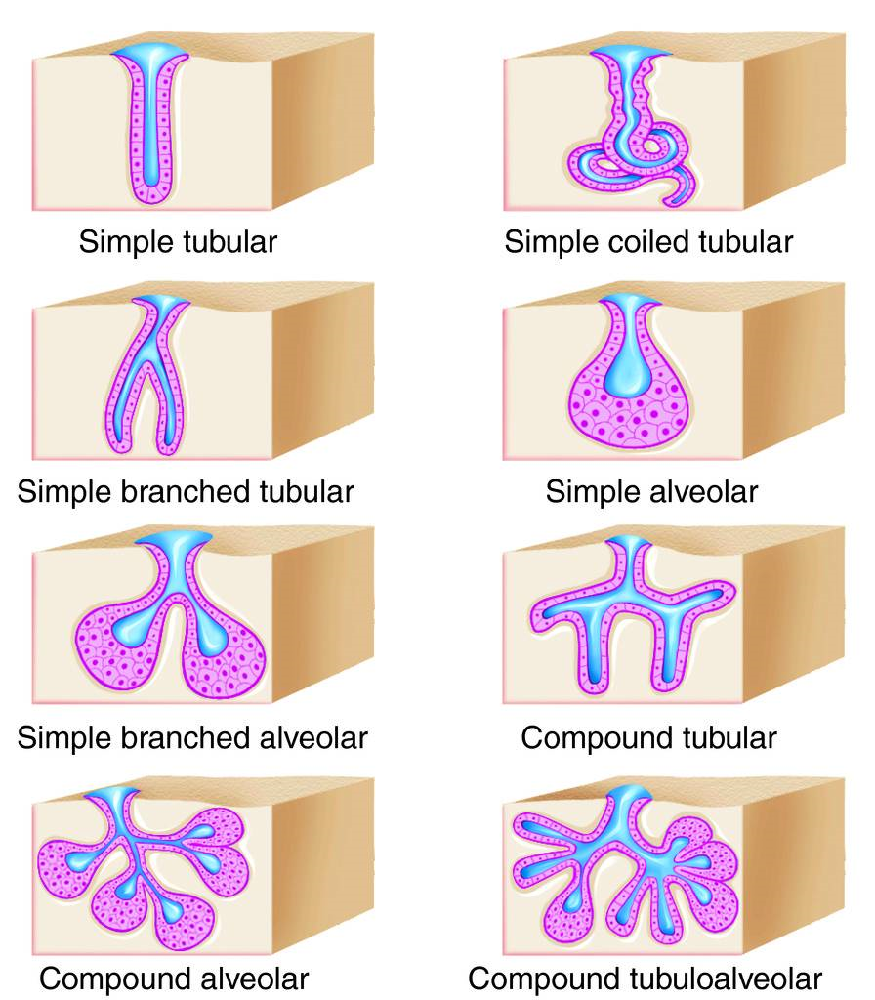 Simple tubular
Simple coiled tubular
Simple branched tubular
Simple alveolar
Simple branched alveolar
Compound tubular
Compound alveolar
Compound tubuloalveolar